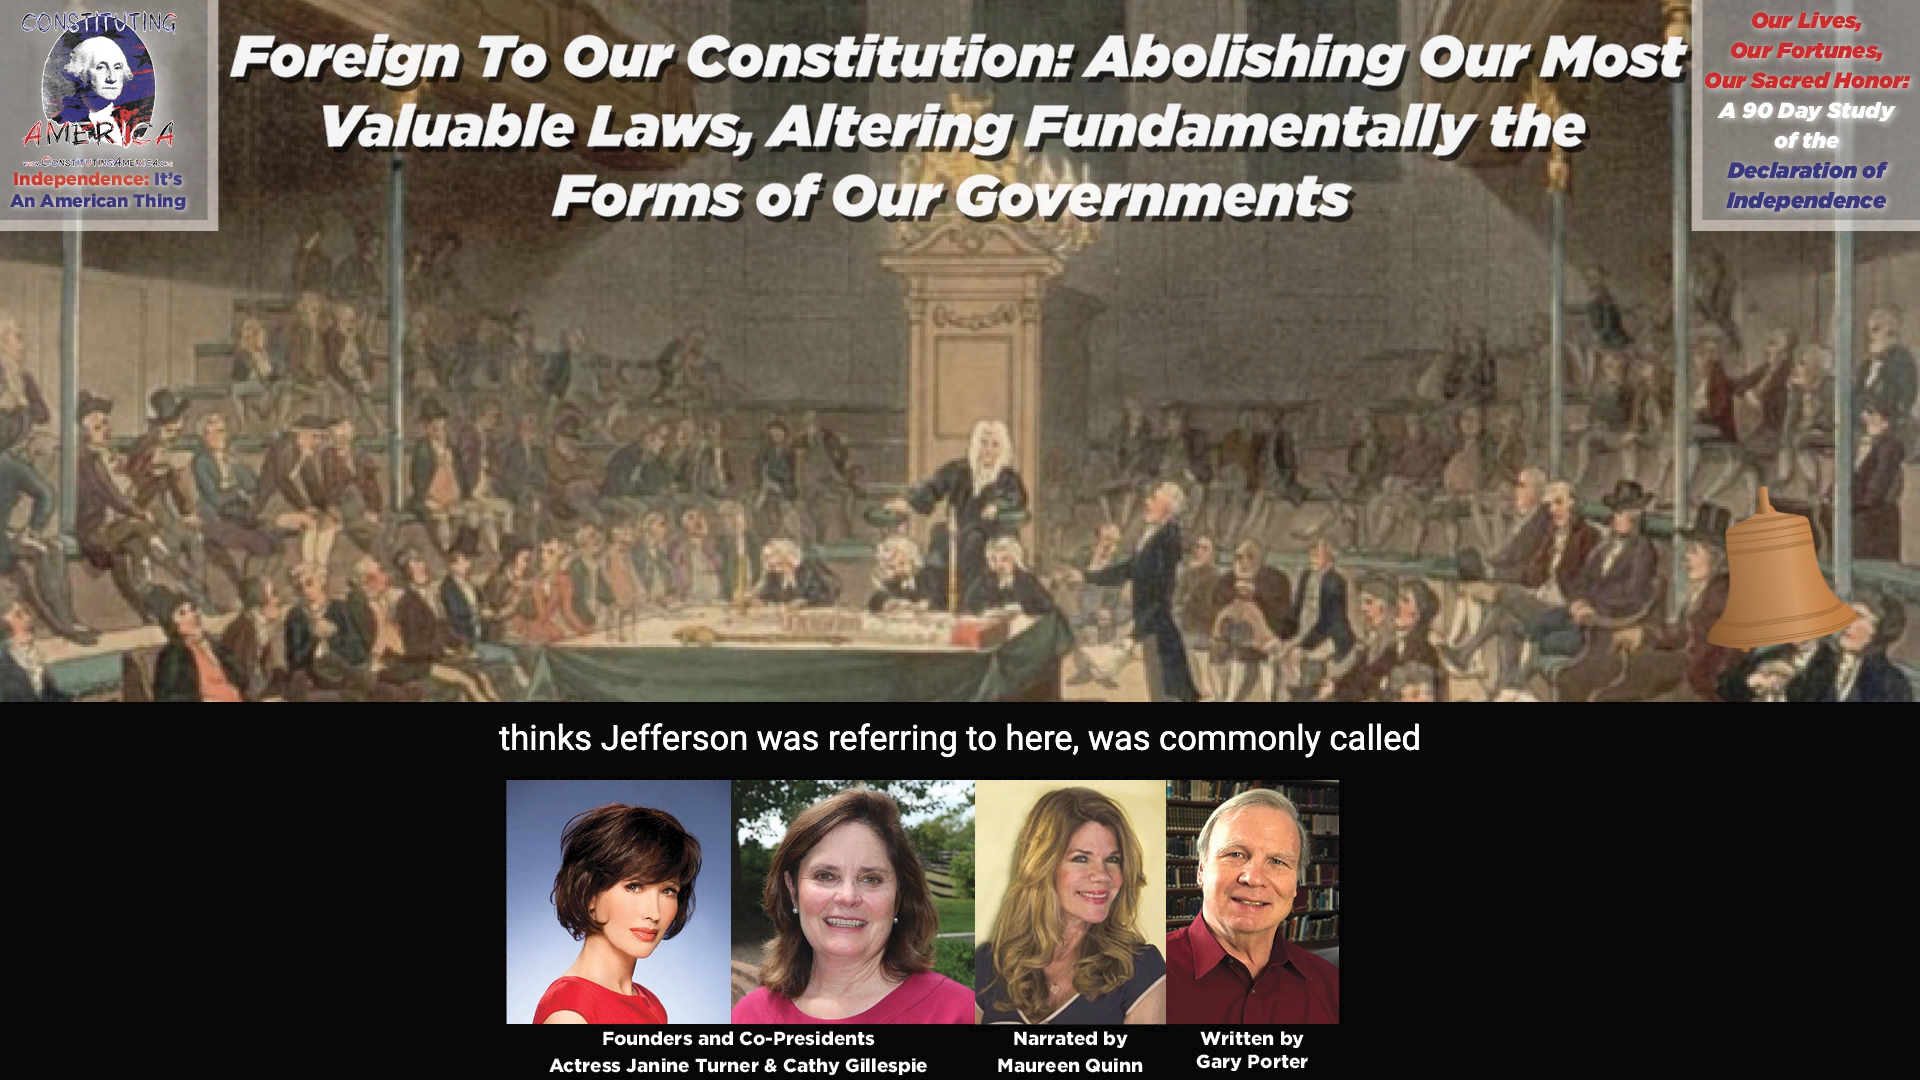 CONSTITUTING
AMERICA
www.ConstitutingAmerica.org
Independence: It's
An American Thing
Foreign To Our Constitution: Abolishing Our Most
Valuable Laws, Altering Fundamentally the
Forms of Our Governments
Our Lives,
Our Fortunes,
Our Sacred Honor:
A 90 Day Study
of the
Declaration of
Independence
thinks Jefferson was referring to here, was commonly called
Founders and Co-Presidents
Actress Janine Turner & Cathy Gillespie
Narrated by
Maureen Quinn
Written by
Gary Porter